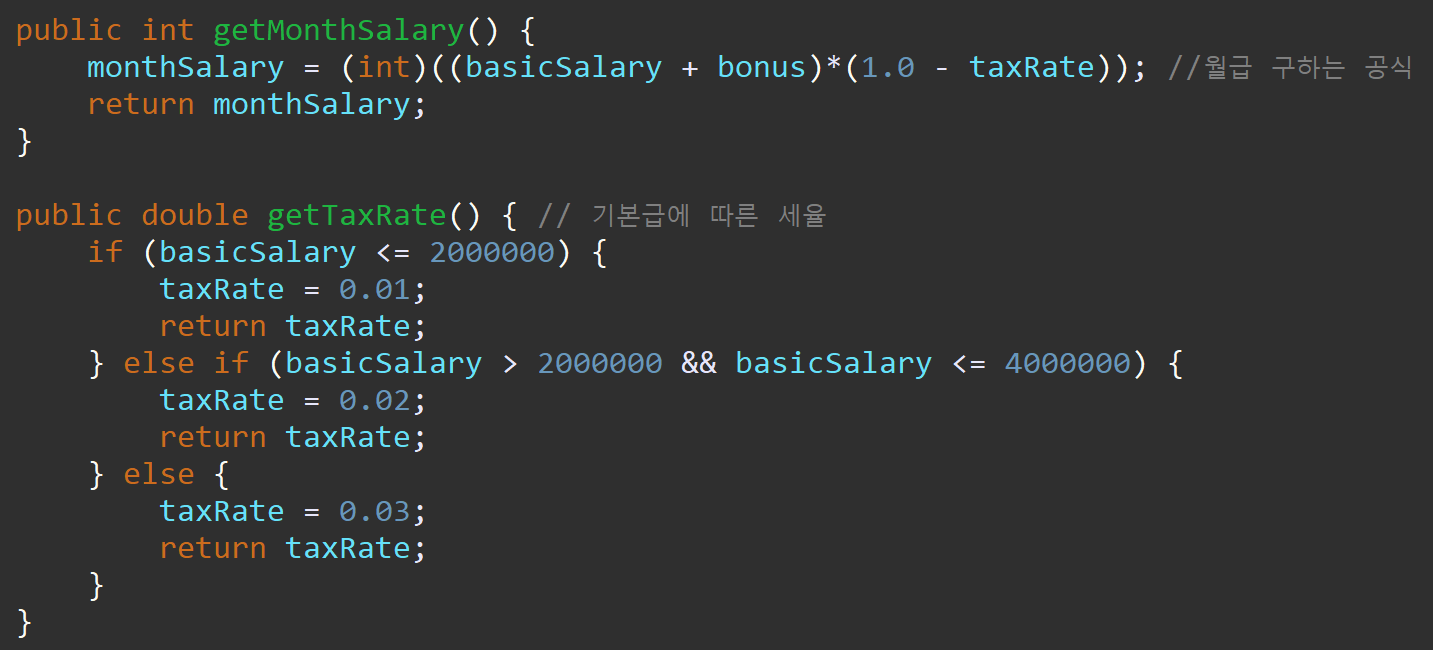 public int getMonthSalary() {
    monthSalary = (int)((basicSalary + bonus)*(1.0 - taxRate)); //월급 구하는 공식
    return monthSalary;
}

public double getTaxRate() { // 기본급에 따른 세율
    if (basicSalary <= 2000000) {
        taxRate = 0.01;
        return taxRate;
    } else if (basicSalary > 2000000 && basicSalary <= 4000000) {
        taxRate = 0.02;
        return taxRate;
    } else {
        taxRate = 0.03;
        return taxRate;
    }
}